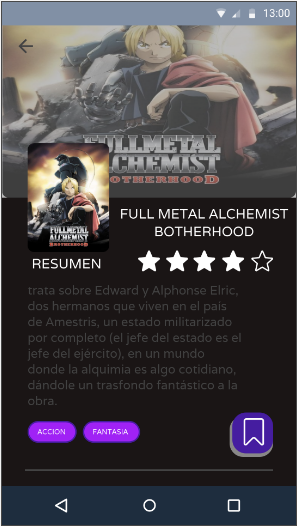 13:00
FULLMETAL
ALCHEMIST
BROTHERHOOD
FULLMETAL
ALCHEMIST
BROTHERHOOD
FULL METAL ALCHEMIST
BOTHERHOOD
RESUMEN
trata sobre Edward y Alphonse Elric,
dos hermanos que viven en el pais
de Amestris, un estado militarizado
por completo (el jefe del estado es el
jefe del ejército), en un mundo
donde la alquimia es algo cotidiano,
dándole un trasfondo fantástico a la
obra.
ACCION
FANTASIA